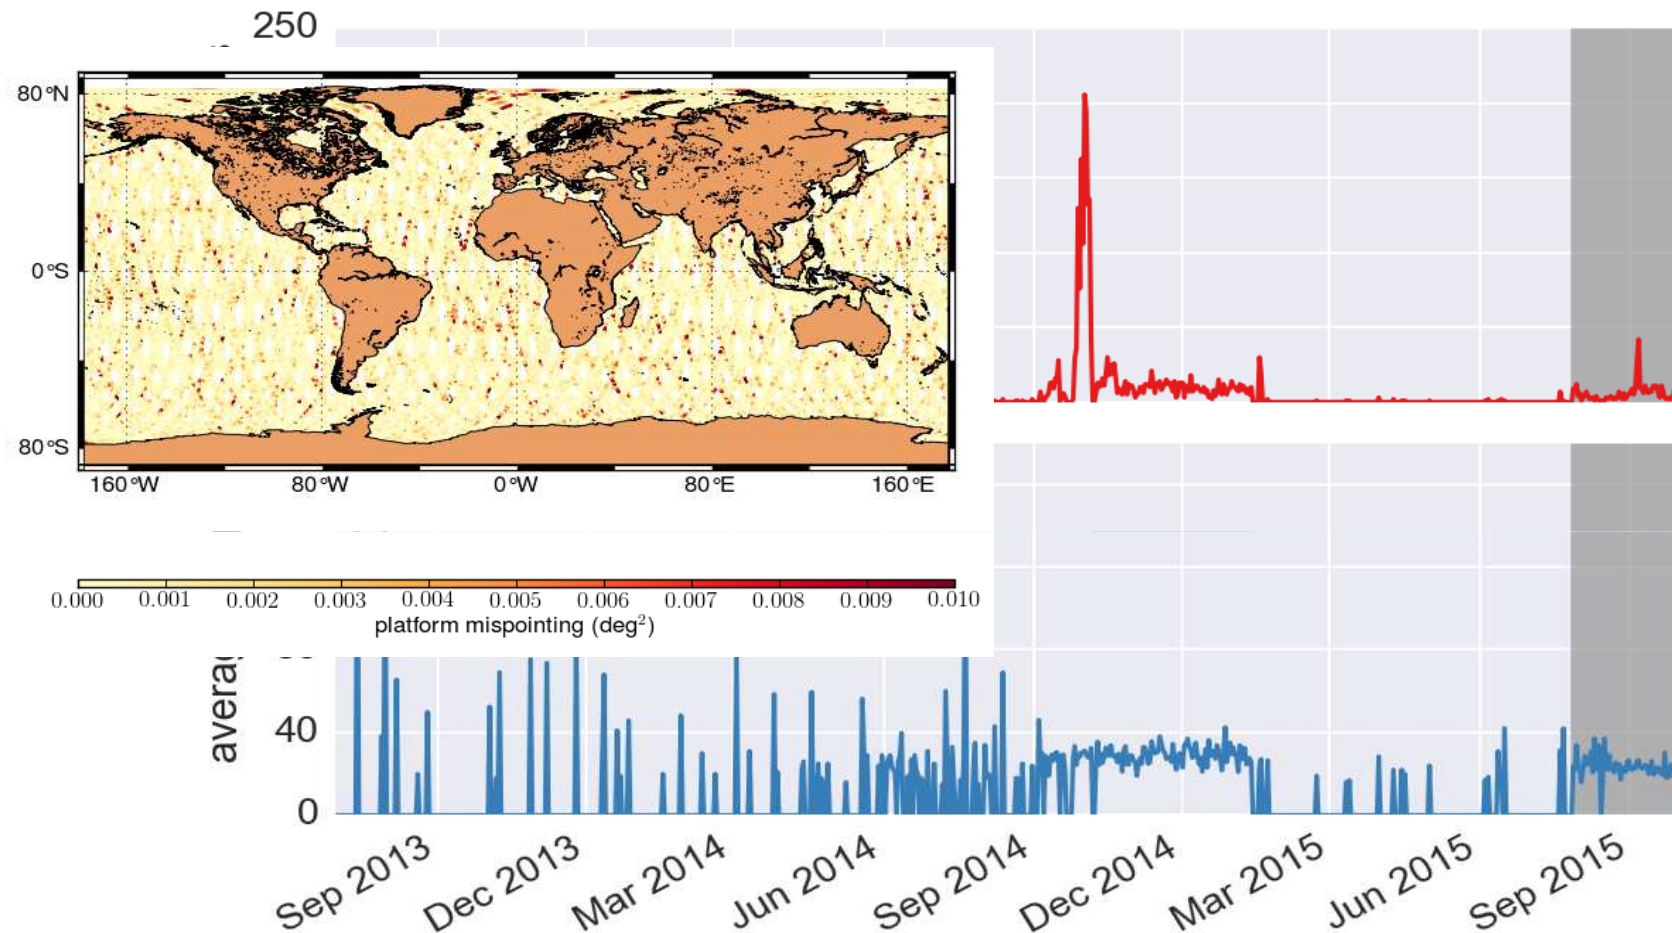 250
80°N
0°S
80°S
160°W 80°W 0°W 80°E 160°E
0.000 0.001 0.002 0.003 0.004 0.005 0.006 0.007 0.008 0.009 0.010
platform mispointing (deg²)
40
0
Sep 2013 Dec 2013 Mar 2014 Jun 2014 Sep 2014 Dec 2014 Mar 2015 Jun 2015 Sep 2015